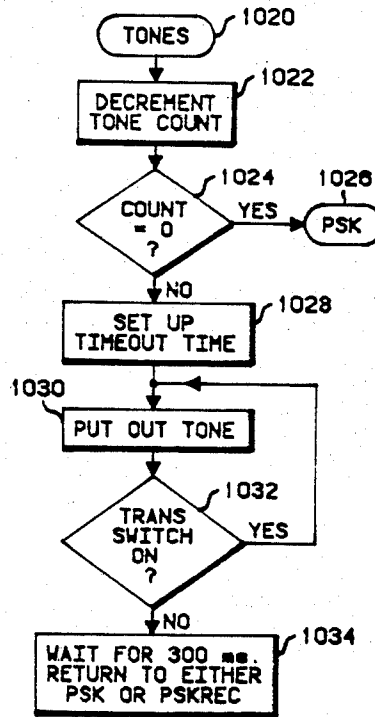 TONES
1020
1022
DECREMENT
TONE COUNT
1024
1026
COUNT
= 0
?
YES
PSK
NO
1028
SET UP
TIMEOUT TIME
1030
PUT OUT TONE
1032
TRANS
SWITCH
ON
?
YES
NO
1034
WAIT FOR 300 ms.
RETURN TO EITHER
PSK OR PSKREC